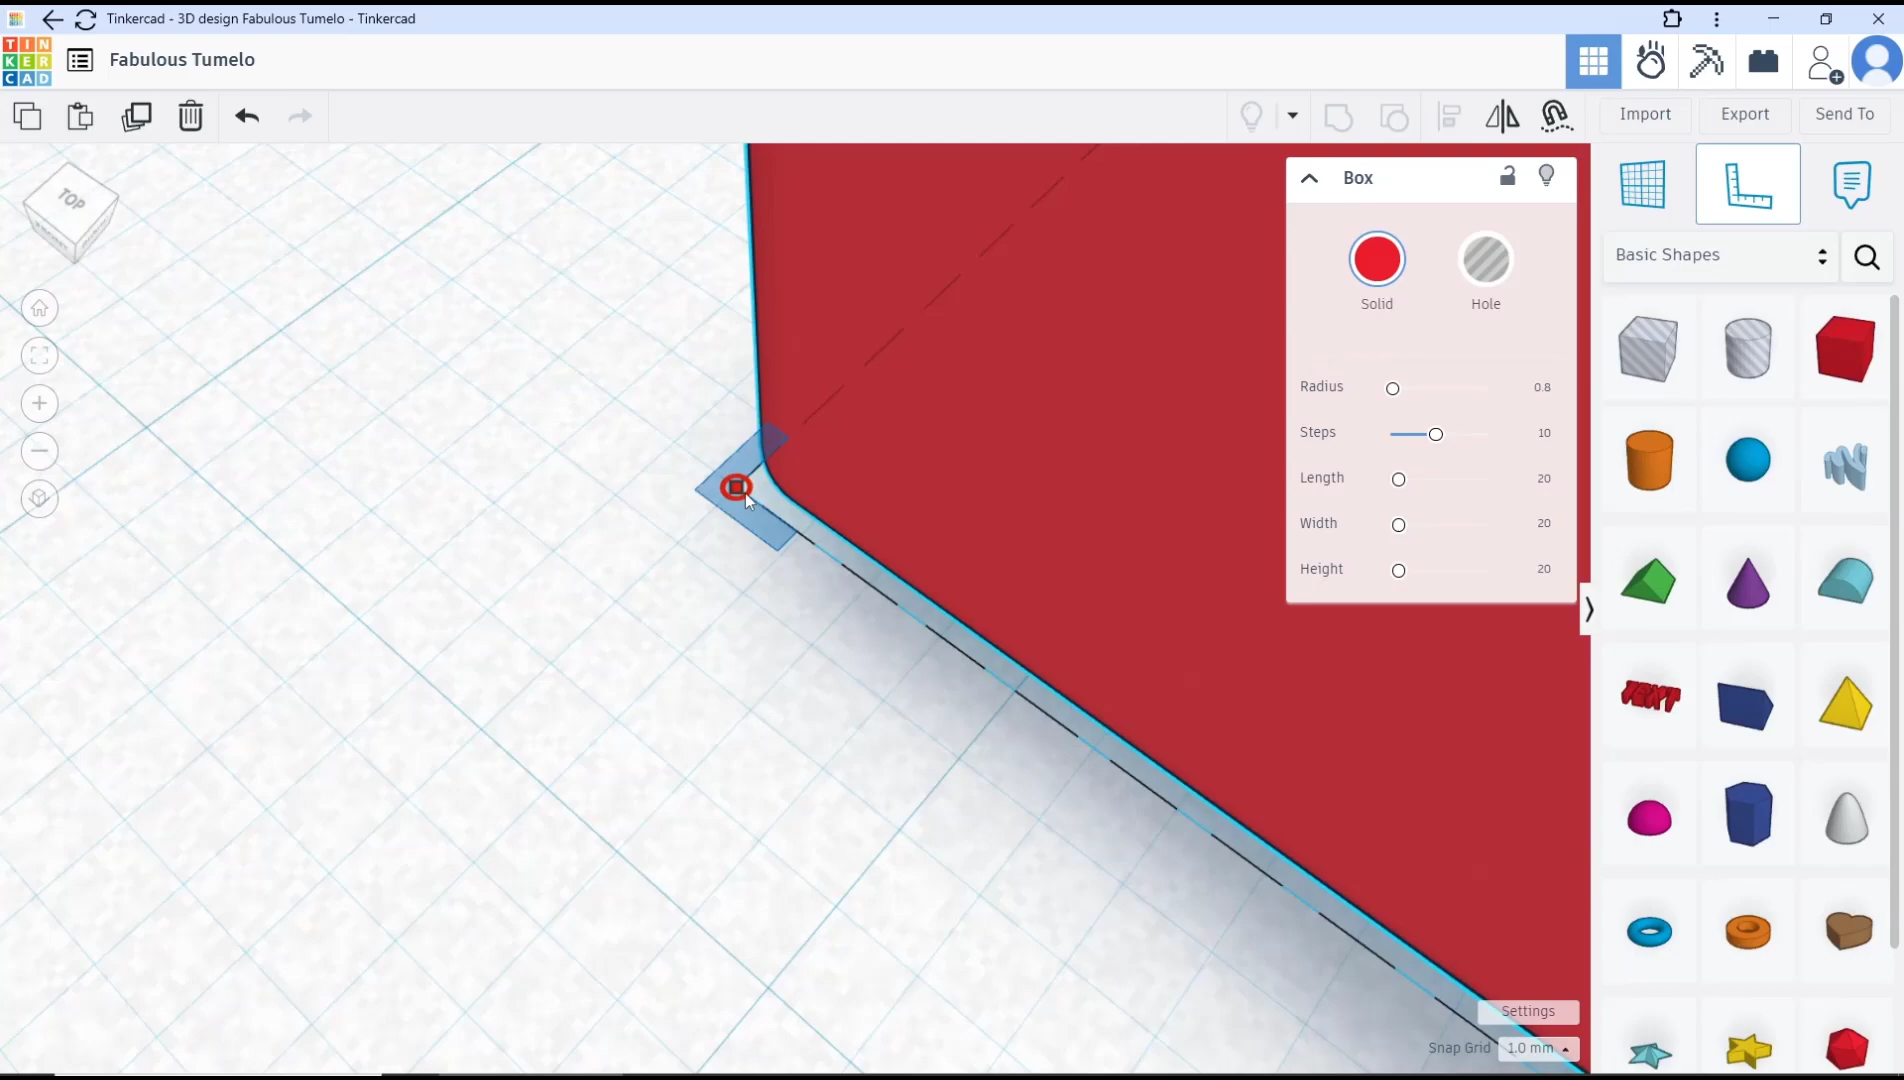 Tinkercad - 3D design Fabulous Tumelo - Tinkercad
TIN
KER
CAD
Fabulous Tumelo
Import
Export
Send To
TOP
Box
Solid
Hole
Radius 0.8
Steps 10
Length 20
Width 20
Height 20
Basic Shapes
TEXT
Settings
Snap Grid 1.0 mm